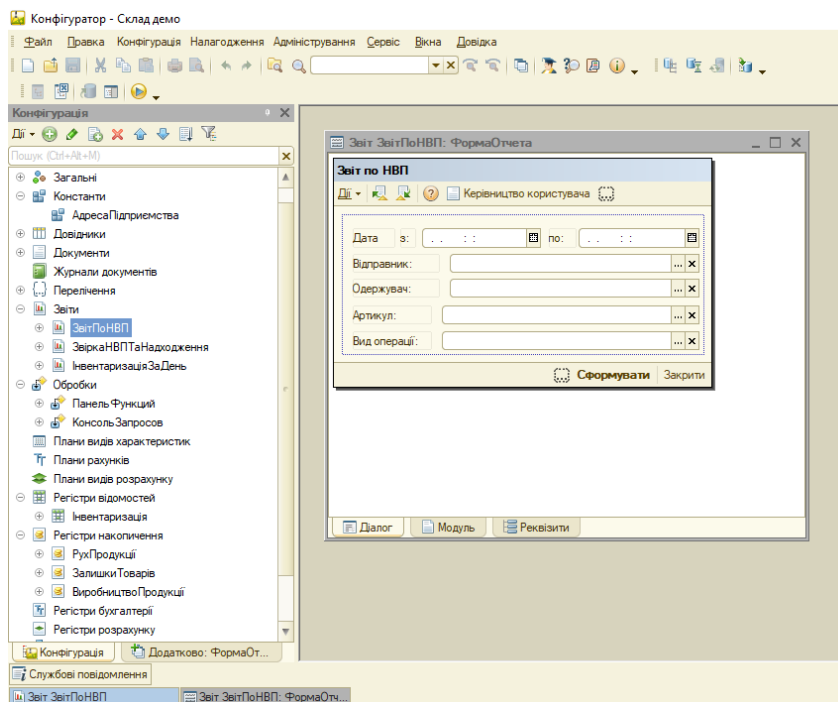 Конфігуратор - Склад демо
Файл Правка Конфігурація Налагодження Адміністрування Сервіс Вікна Довідка
Конфігурація
Дії
Пошук (Ctrl+Alt+M)
Загальні
Константи
АдресаПідприємства
Довідники
Документи
Журнали документів
Перелічення
Звіти
ЗвітПоНВП
ЗвіркаНВПТаНадходження
ІнвентаризаціяЗаДень
Обробки
ПанельФункций
КонсольЗапросов
Плани видів характеристик
Плани рахунків
Плани видів розрахунку
Регістри відомостей
Інвентаризація
Регістри накопичення
РухПродукції
ЗалишкиТоварів
ВиробництвоПродукції
Регістри бухгалтерії
Регістри розрахунку
Конфігурація Додатково: ФормаОт...
Звіт ЗвітПоНВП: ФормаОтчета
Звіт по НВП
Дії Керівництво користувача
Дата з: . . : : по: . . : :
Відправник:
Одержувач:
Артикул:
Вид операції:
Сформувати Закрити
Діалог Модуль Реквізити
Службові повідомлення
Звіт ЗвітПоНВП Звіт ЗвітПоНВП: ФормаОтч...